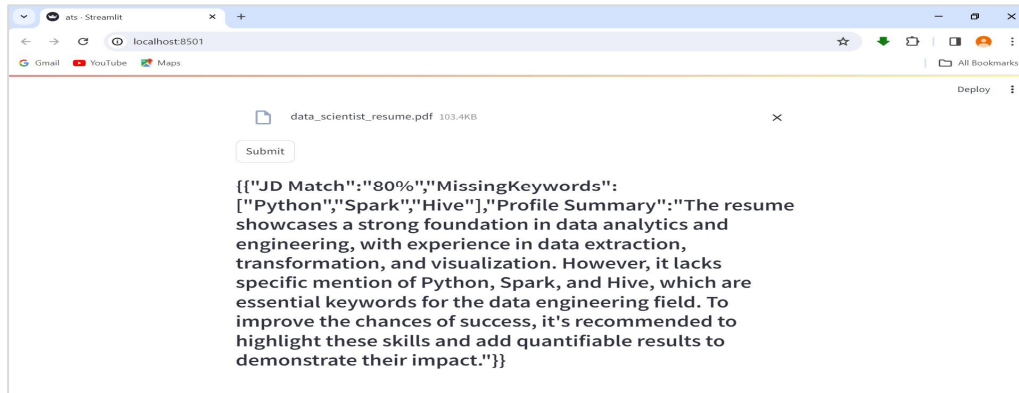 ats · Streamlit
localhost:8501
Gmail YouTube Maps All Bookmarks
Deploy
data_scientist_resume.pdf 103.4KB
Submit
{{"JD Match":"80%","MissingKeywords":
["Python","Spark","Hive"],"Profile Summary":"The resume
showcases a strong foundation in data analytics and
engineering, with experience in data extraction,
transformation, and visualization. However, it lacks
specific mention of Python, Spark, and Hive, which are
essential keywords for the data engineering field. To
improve the chances of success, it's recommended to
highlight these skills and add quantifiable results to
demonstrate their impact."}}